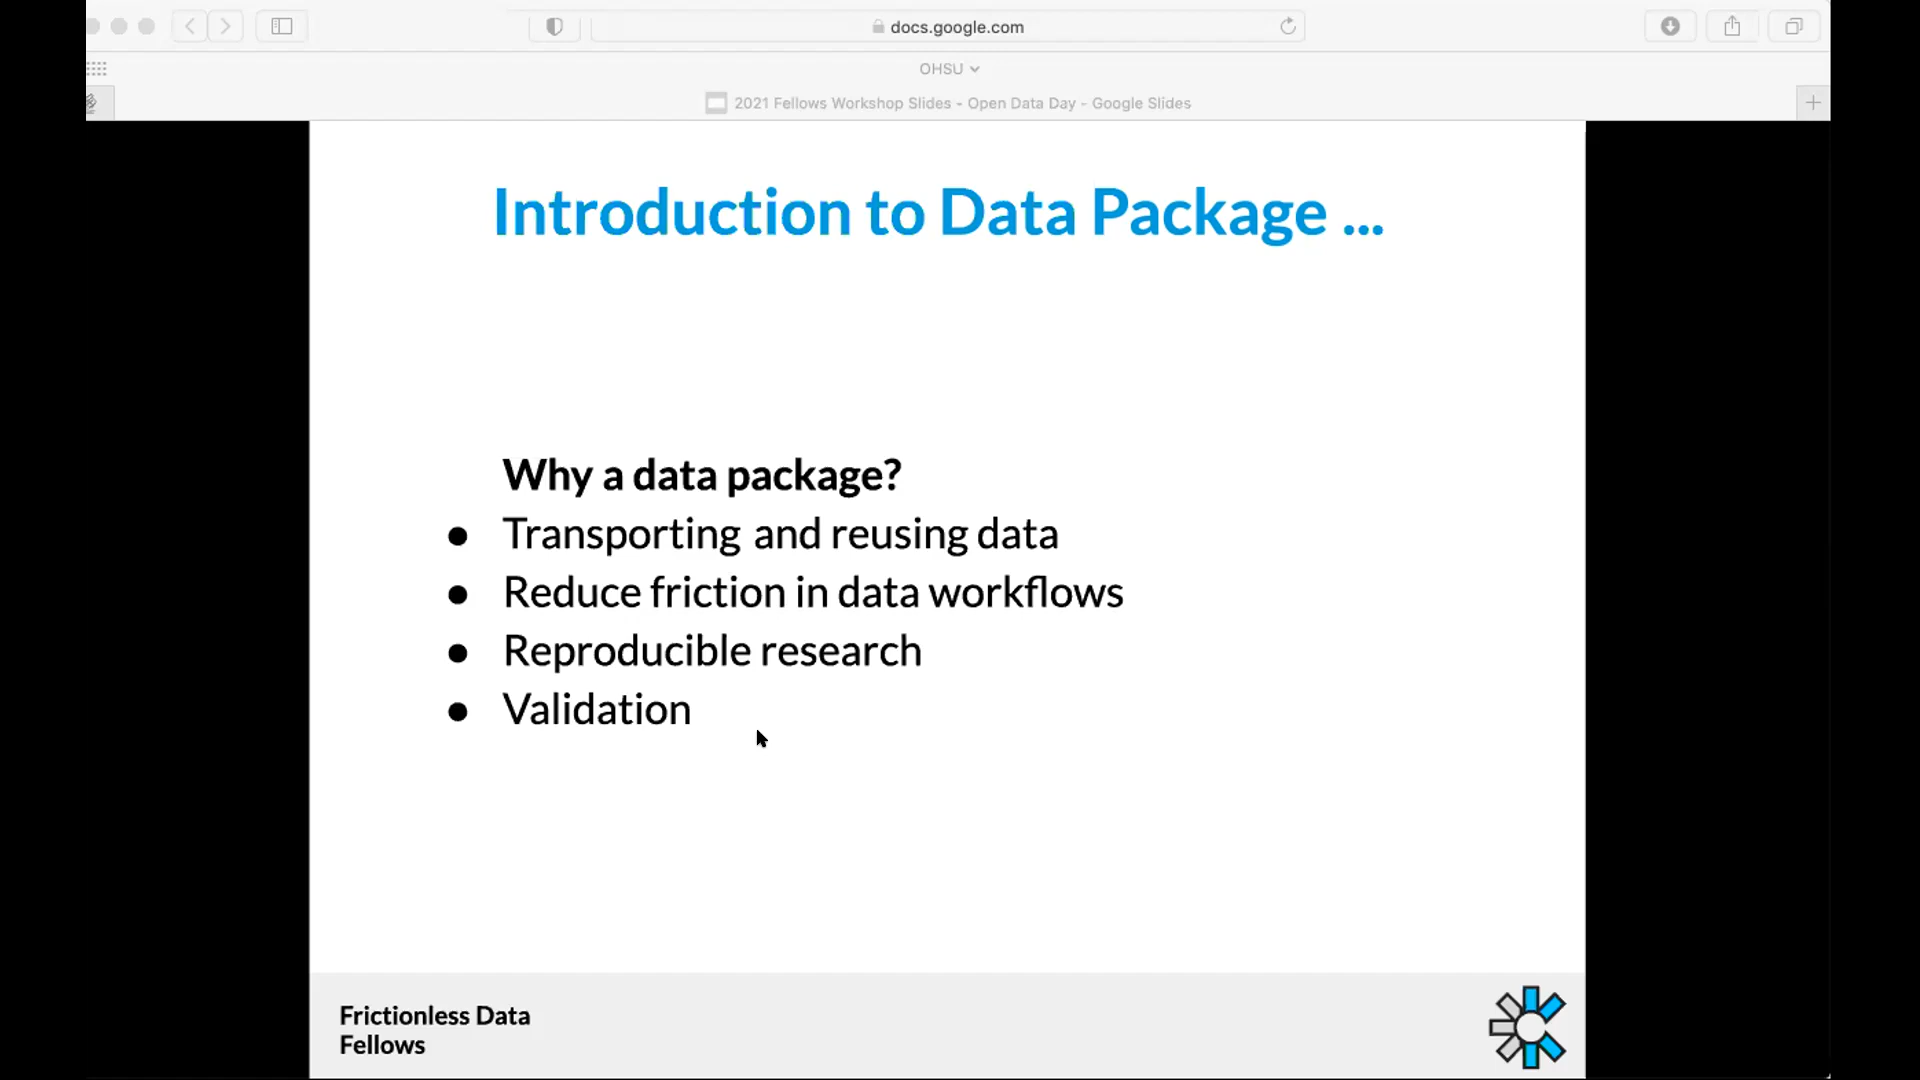 docs.google.com
OHSU
2021 Fellows Workshop Slides - Open Data Day - Google Slides
Introduction to Data Package ...
Why a data package?
● Transporting and reusing data
● Reduce friction in data workflows
● Reproducible research
● Validation
Frictionless Data
Fellows